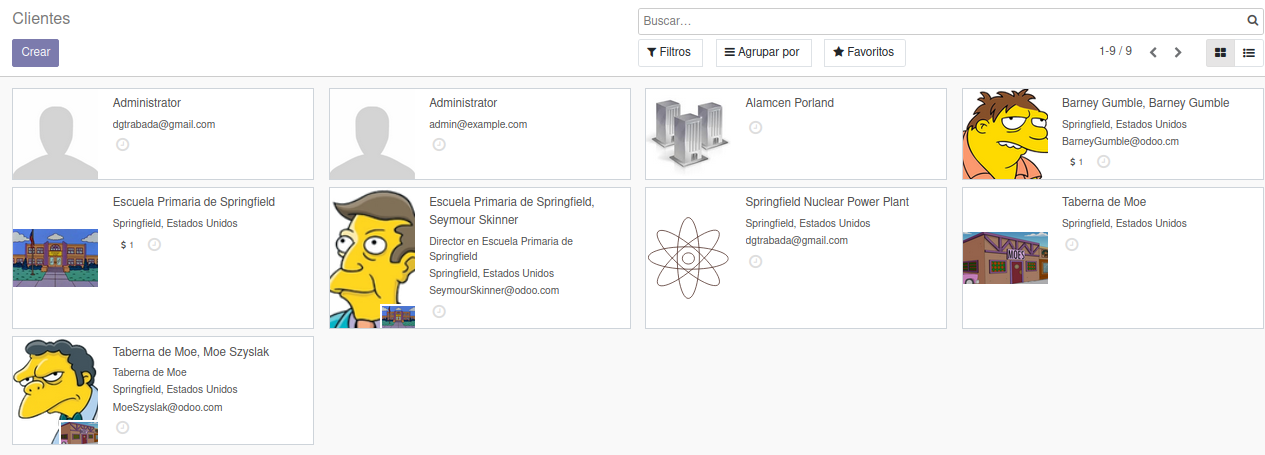 Clientes
Buscar...
Crear
Filtros
Agrupar por
Favoritos
1-9 / 9
Administrator
dgtrabada@gmail.com
Administrator
admin@example.com
Alamcen Porland
Barney Gumble, Barney Gumble
Springfield, Estados Unidos
BarneyGumble@odoo.cm
$ 1
Escuela Primaria de Springfield
Springfield, Estados Unidos
$ 1
Escuela Primaria de Springfield,
Seymour Skinner
Director en Escuela Primaria de
Springfield
Springfield, Estados Unidos
SeymourSkinner@odoo.com
Springfield Nuclear Power Plant
Springfield, Estados Unidos
dgtrabada@gmail.com
Taberna de Moe
Springfield, Estados Unidos
MOES
Taberna de Moe, Moe Szyslak
Taberna de Moe
Springfield, Estados Unidos
MoeSzyslak@odoo.com